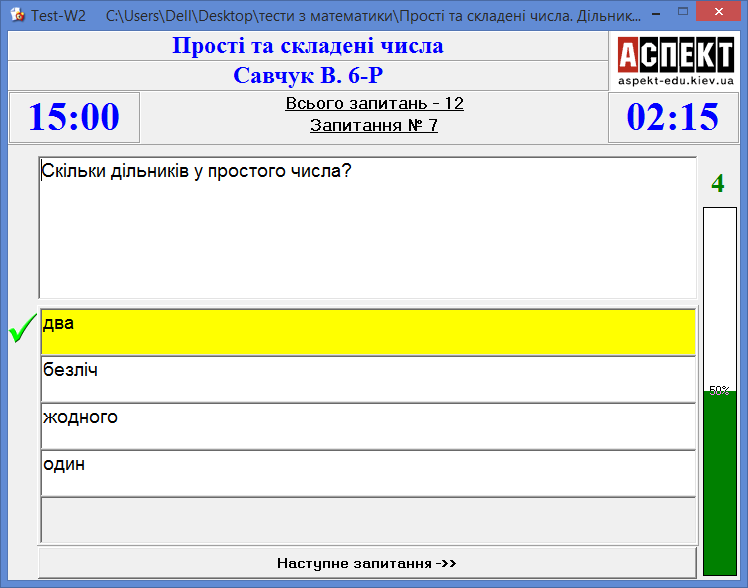 Test-W2 C:\Users\Dell\Desktop\тести з математики\Прості та складені числа. Дільник...
Прості та складені числа
Савчук В. 6-Р
АСПЕКТ
aspekt-edu.kiev.ua
15:00
Всього запитань - 12
Запитання № 7
02:15
Скільки дільників у простого числа?
4
два
безліч
жодного
один
50%
Наступне запитання ->>